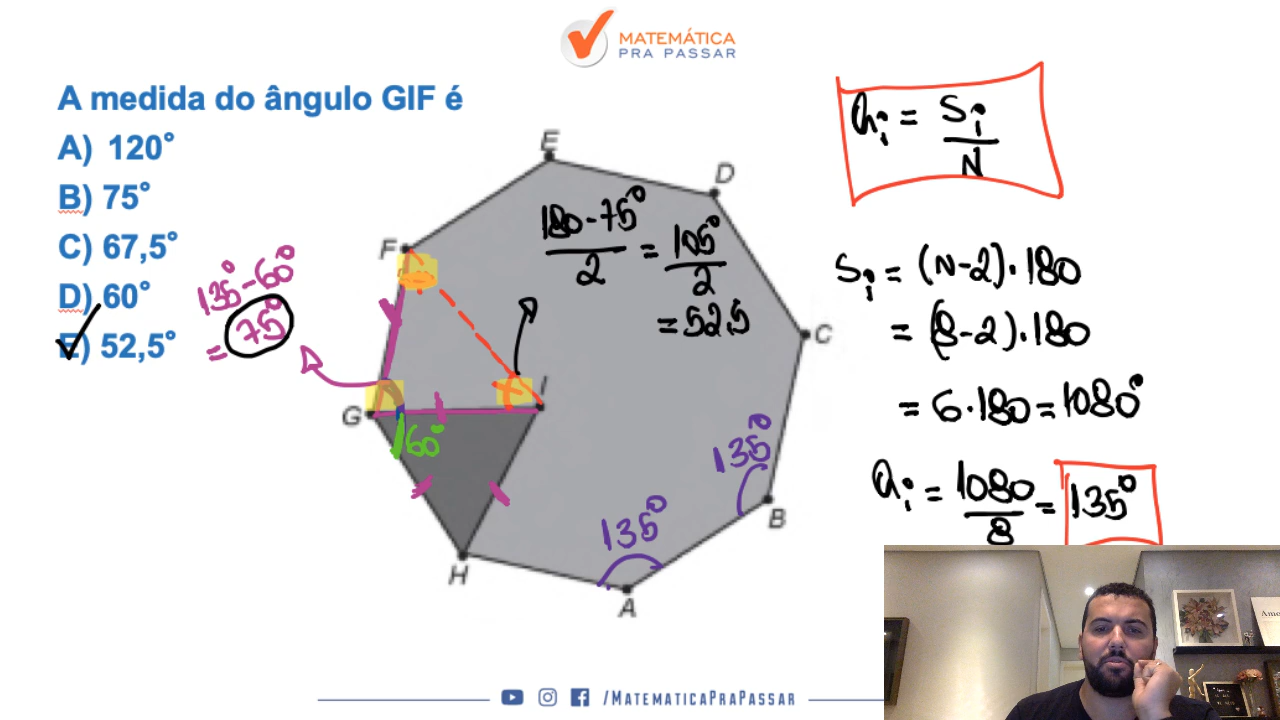 MATEMÁTICA
PRA PASSAR
A medida do ângulo GIF é
A) 120°
B) 75°
C) 67,5°
D) 60°
E) 52,5°
135° - 60°
= 75°
E
D
F
C
G
I
H
A
B
180 - 75° / 2 = 105° / 2
= 52.5
60°
135°
135°
ai = Si / N
Si = (N-2).180
= (8-2).180
= 6.180 = 1080°
ai = 1080 / 8 = 135°
/MATEMATICAPRAPASSAR